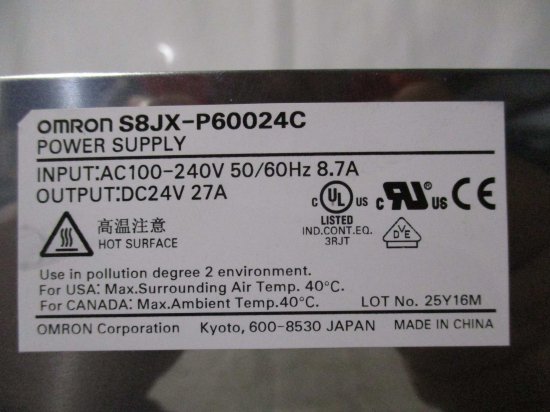 OMRON S8JX-P60024C
POWER SUPPLY
INPUT:AC100-240V 50/60Hz 8.7A
OUTPUT:DC24V 27A
高温注意
HOT SURFACE
c UL us
LISTED
IND.CONT.EQ.
3RJT
c RU us
CE
DVE
Use in pollution degree 2 environment.
For USA: Max.Surrounding Air Temp. 40°C.
For CANADA: Max.Ambient Temp.40°C.
LOT No. 25Y16M
OMRON Corporation Kyoto, 600-8530 JAPAN MADE IN CHINA